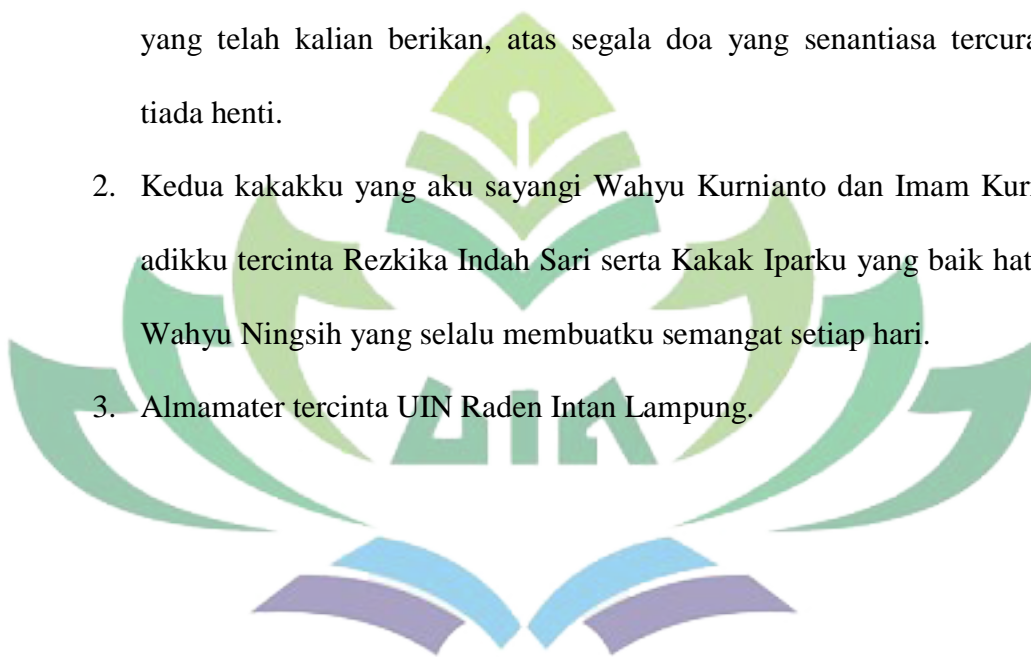 yang telah kalian berikan, atas segala doa yang senantiasa
tiada henti.
2. Kedua kakakku yang aku sayangi Wahyu Kurnianto dan Imam
adikku tercinta Rezkika Indah Sari serta Kakak Iparku yang baik
Wahyu Ningsih yang selalu membuatku semangat setiap hari.
3. Almamater tercinta UIN Raden Intan Lampung.
UIN